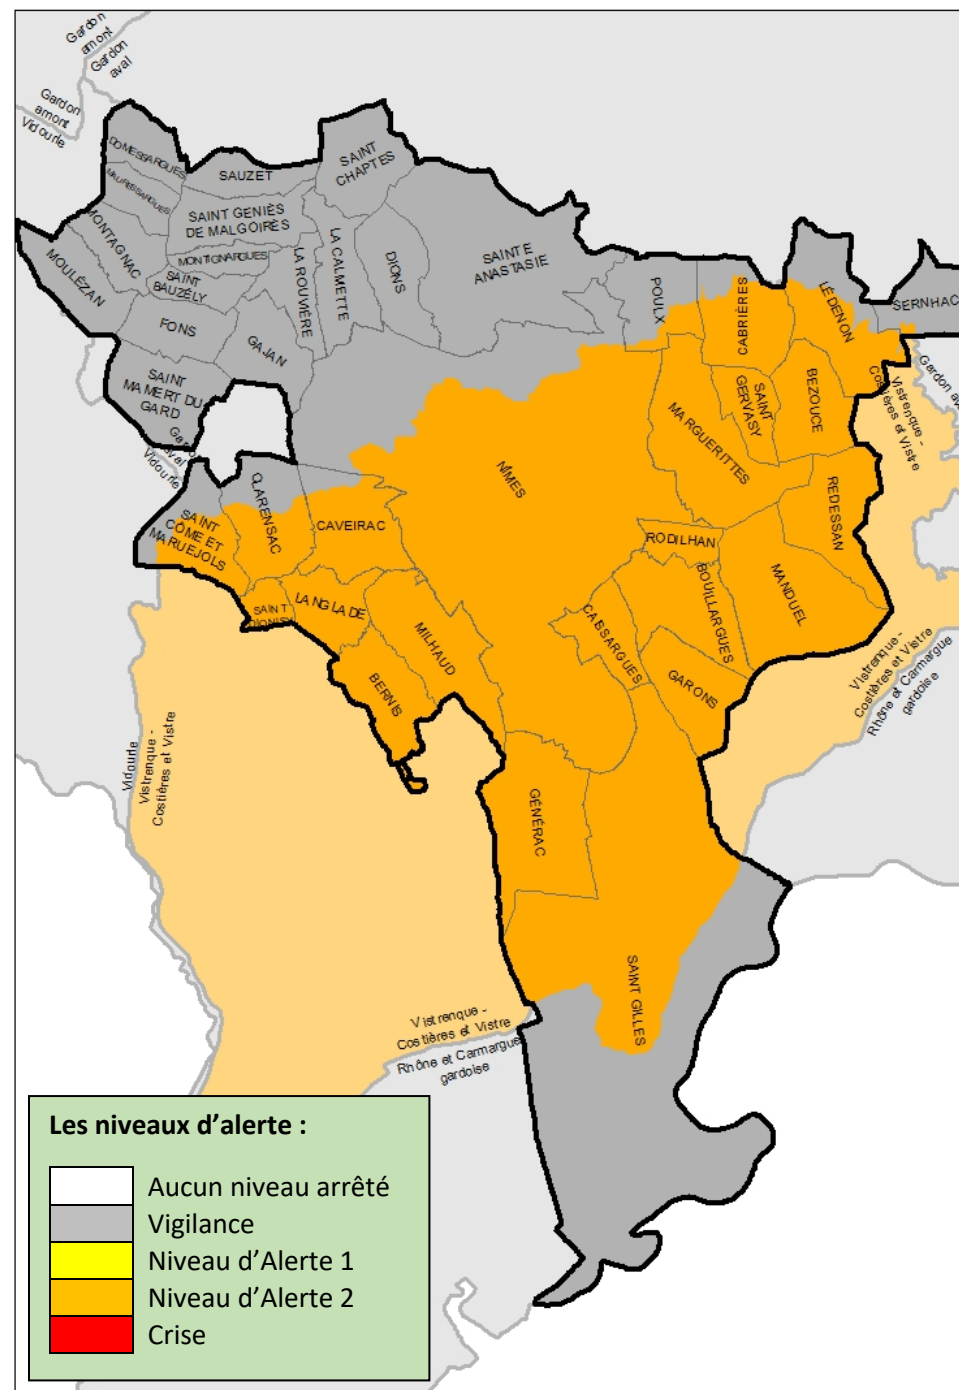 Gardon
amont
Gardon
aval
Gardon
amont
Vidourle
DOMESSARGUES
MAURESSARGUES
SAUZET
SAINT
CHAPTES
SAINT GENIÈS
DE MALGOIRÈS
MONTAGNAC
MOULÉZAN
MONTIGNARGUES
SAINT
BAUZÉLY
LA ROUVIÈRE
LA CALMETTE
DIONS
SAINTE
ANASTASIE
FONS
GAJAN
POULX
CABRIÈRES
LÉDENON
SERNHAC
SAINT
MAMERT DU
GARD
Gardon
aval
Vidourle
Gardon aval
Vistrenque -
Costières et Vistre
SAINT
GERVASY
BEZOUCE
MARGUERITTES
NÎMES
REDESSAN
CLARENSAC
SAINT
CÔME ET
MARUEJOLS
CAVEIRAC
RODILHAN
BOUILLARGUES
MANDUEL
SAINT
DIONISY
LANGLADE
MILHAUD
CABSARGUES
GARONS
BERNIS
Vistrenque -
Costières et Vistre
Rhône et Carmargue
gardoise
Vidourle
Vistrenque -
Costières et Vistre
GÉNÉRAC
SAINT GILLES
Vistrenque -
Costières et Vistre
Rhône et Carmargue
gardoise
Les niveaux d’alerte :
Aucun niveau arrêté
Vigilance
Niveau d’Alerte 1
Niveau d’Alerte 2
Crise